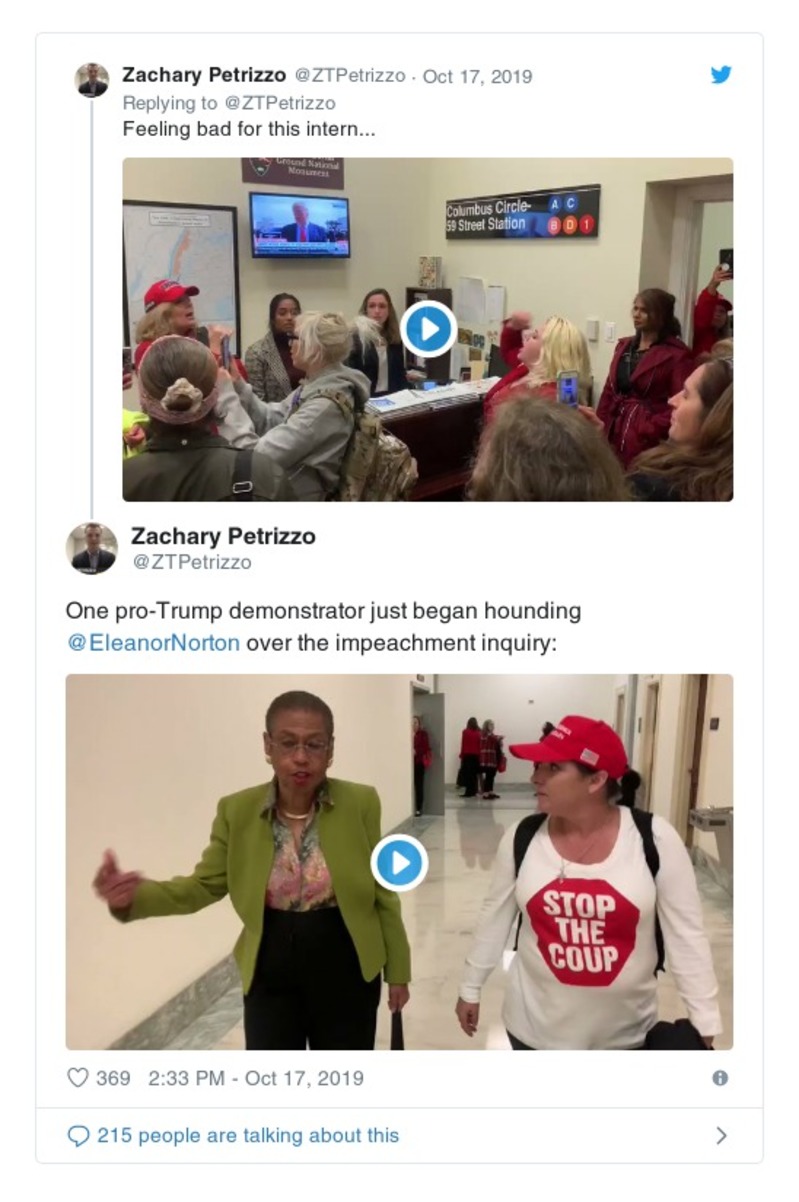 Zachary Petrizzo @ZTPetrizzo · Oct 17, 2019
Replying to @ZTPetrizzo
Feeling bad for this intern...
Ground National
Monument
Columbus Circle-
59 Street Station
A C
B D 1
Zachary Petrizzo
@ZTPetrizzo
One pro-Trump demonstrator just began hounding
@EleanorNorton over the impeachment inquiry:
STOP
THE
COUP
369 2:33 PM - Oct 17, 2019
215 people are talking about this